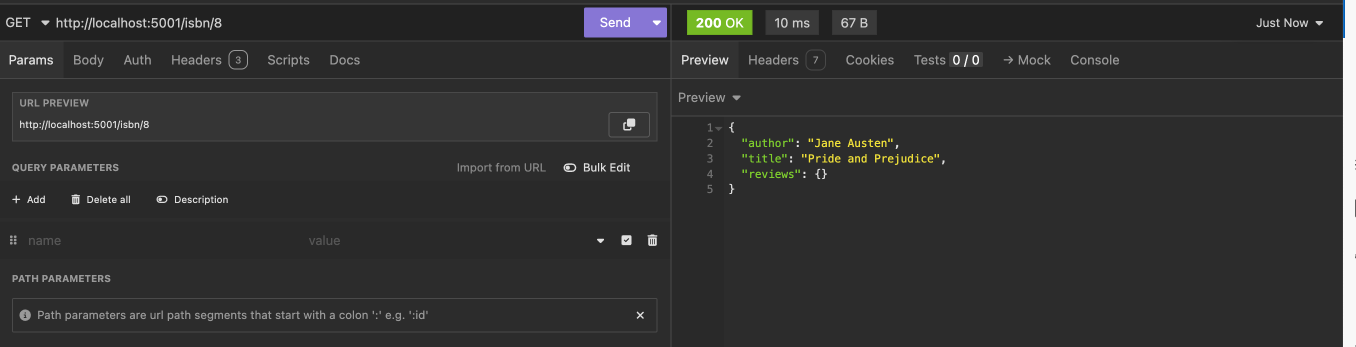 GET http://localhost:5001/isbn/8 Send
Params Body Auth Headers 3 Scripts Docs
URL PREVIEW
http://localhost:5001/isbn/8
QUERY PARAMETERS Import from URL Bulk Edit
+ Add Delete all Description
name value
PATH PARAMETERS
Path parameters are url path segments that start with a colon ':' e.g. ':id'
200 OK 10 ms 67 B Just Now
Preview Headers 7 Cookies Tests 0 / 0 → Mock Console
Preview
1 {
2 "author": "Jane Austen",
3 "title": "Pride and Prejudice",
4 "reviews": {}
5 }